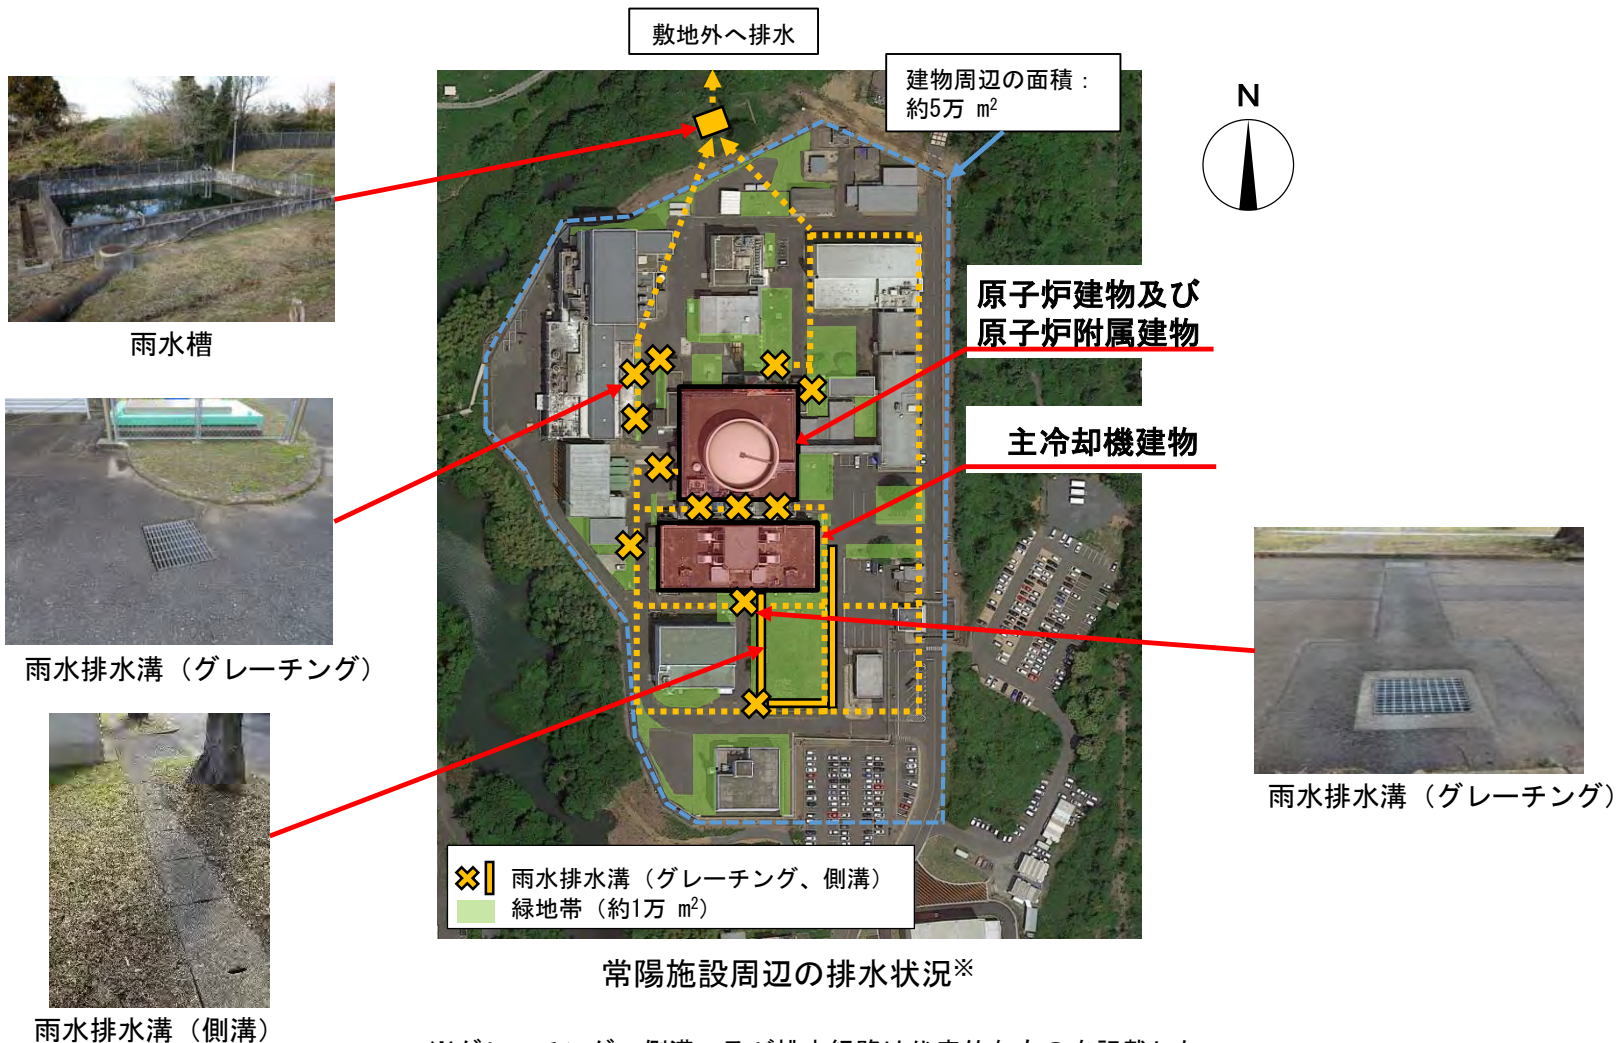 敷地外へ排水
建物周辺の面積：
約5万 m²
N
雨水槽
原子炉建物及び
原子炉附属建物
主冷却機建物
雨水排水溝（グレーチング）
雨水排水溝（グレーチング）
雨水排水溝（グレーチング、側溝）
緑地帯（約1万 m²）
常陽施設周辺の排水状況※
雨水排水溝（側溝）